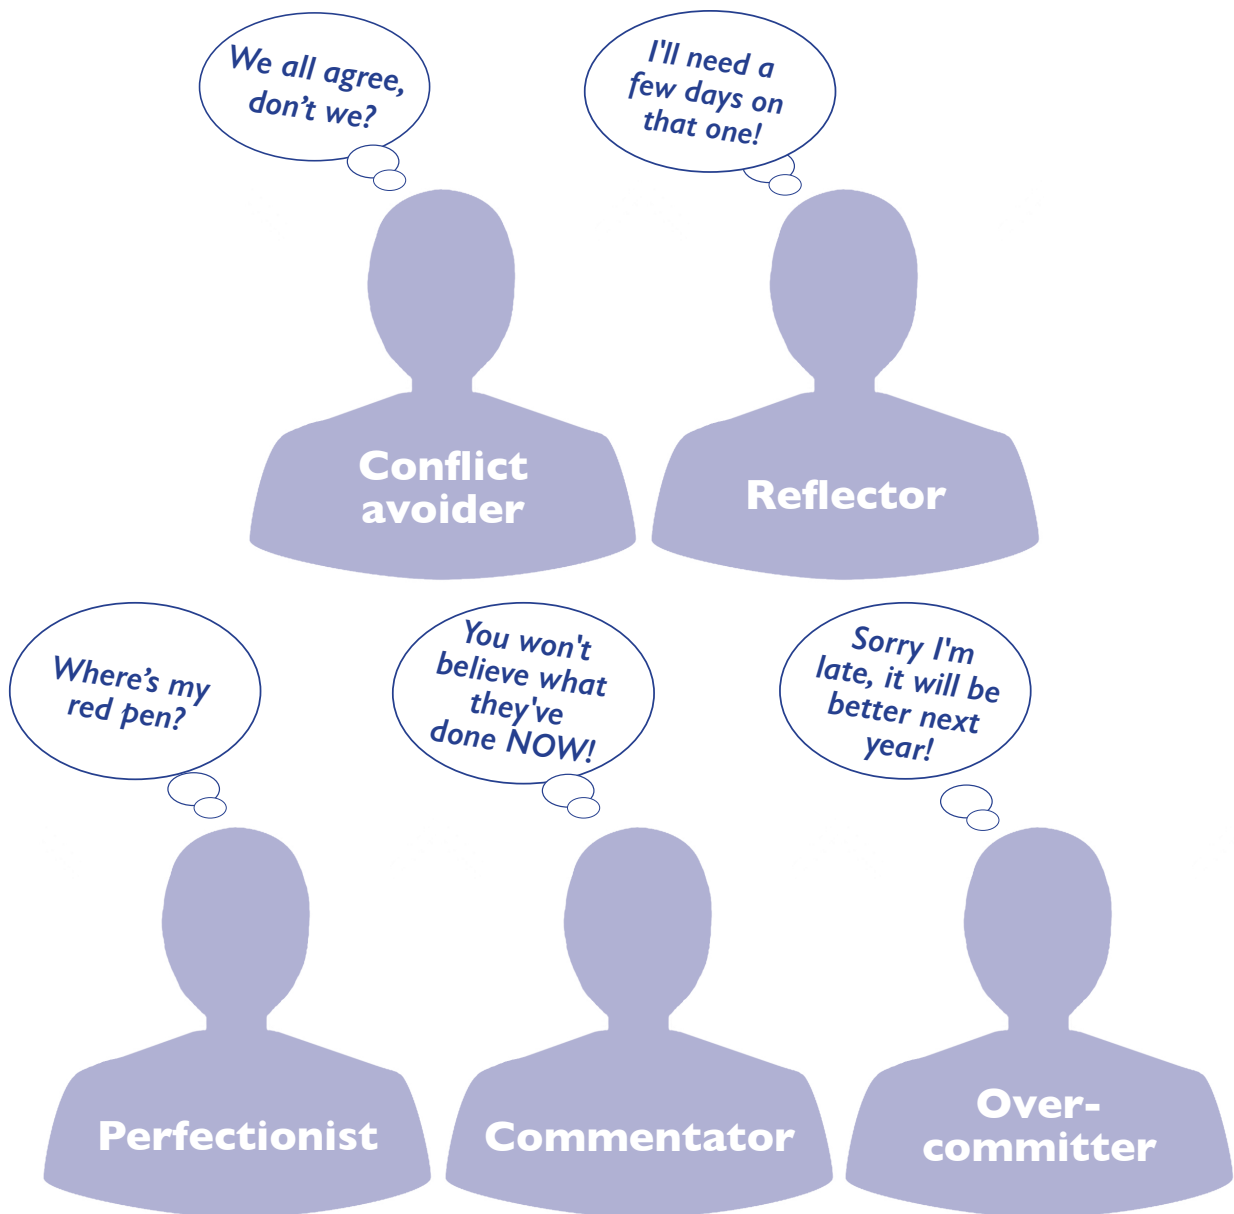 We all agree,
don’t we?
I'll need a
few days on
that one!
Conflict
avoider
Reflector
Where’s my
red pen?
You won't
believe what
they've
done NOW!
Sorry I'm
late, it will be
better next
year!
Perfectionist
Commentator
Over-
committer